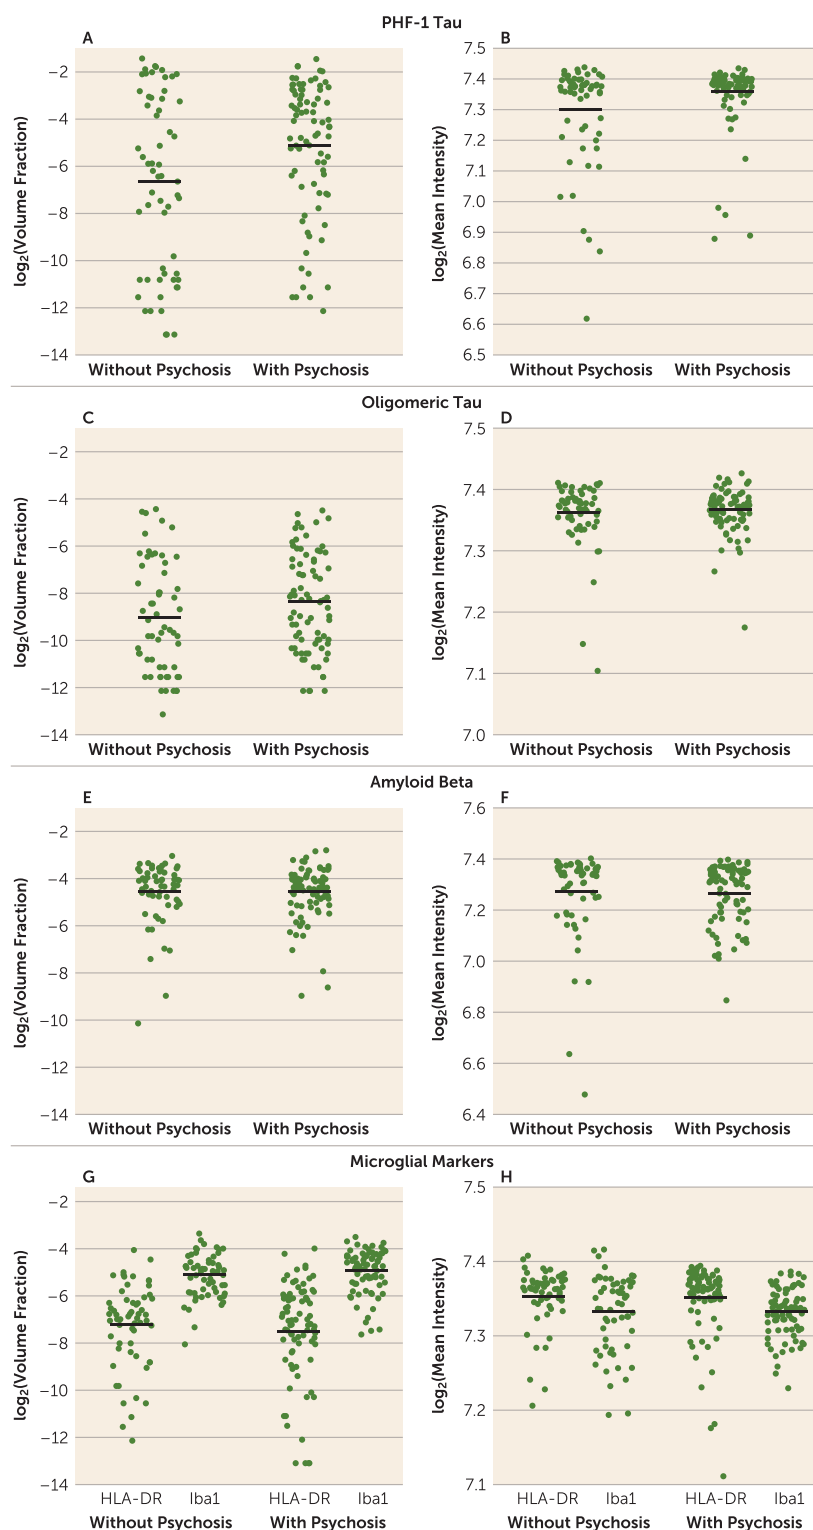 PHF-1 Tau
A
B
log2(Volume Fraction)
−2
−4
−6
−8
−10
−12
−14
Without Psychosis
With Psychosis
log2(Mean Intensity)
7.5
7.4
7.3
7.2
7.1
7.0
6.9
6.8
6.7
6.6
6.5
Without Psychosis
With Psychosis
Oligomeric Tau
C
D
log2(Volume Fraction)
−2
−4
−6
−8
−10
−12
−14
Without Psychosis
With Psychosis
log2(Mean Intensity)
7.5
7.4
7.3
7.2
7.1
7.0
Without Psychosis
With Psychosis
Amyloid Beta
E
F
log2(Volume Fraction)
−2
−4
−6
−8
−10
−12
−14
Without Psychosis
With Psychosis
log2(Mean Intensity)
7.6
7.4
7.2
7.0
6.8
6.6
6.4
Without Psychosis
With Psychosis
Microglial Markers
G
H
log2(Volume Fraction)
−2
−4
−6
−8
−10
−12
−14
HLA-DR
Iba1
HLA-DR
Iba1
Without Psychosis
With Psychosis
log2(Mean Intensity)
7.5
7.4
7.3
7.2
7.1
HLA-DR
Iba1
HLA-DR
Iba1
Without Psychosis
With Psychosis